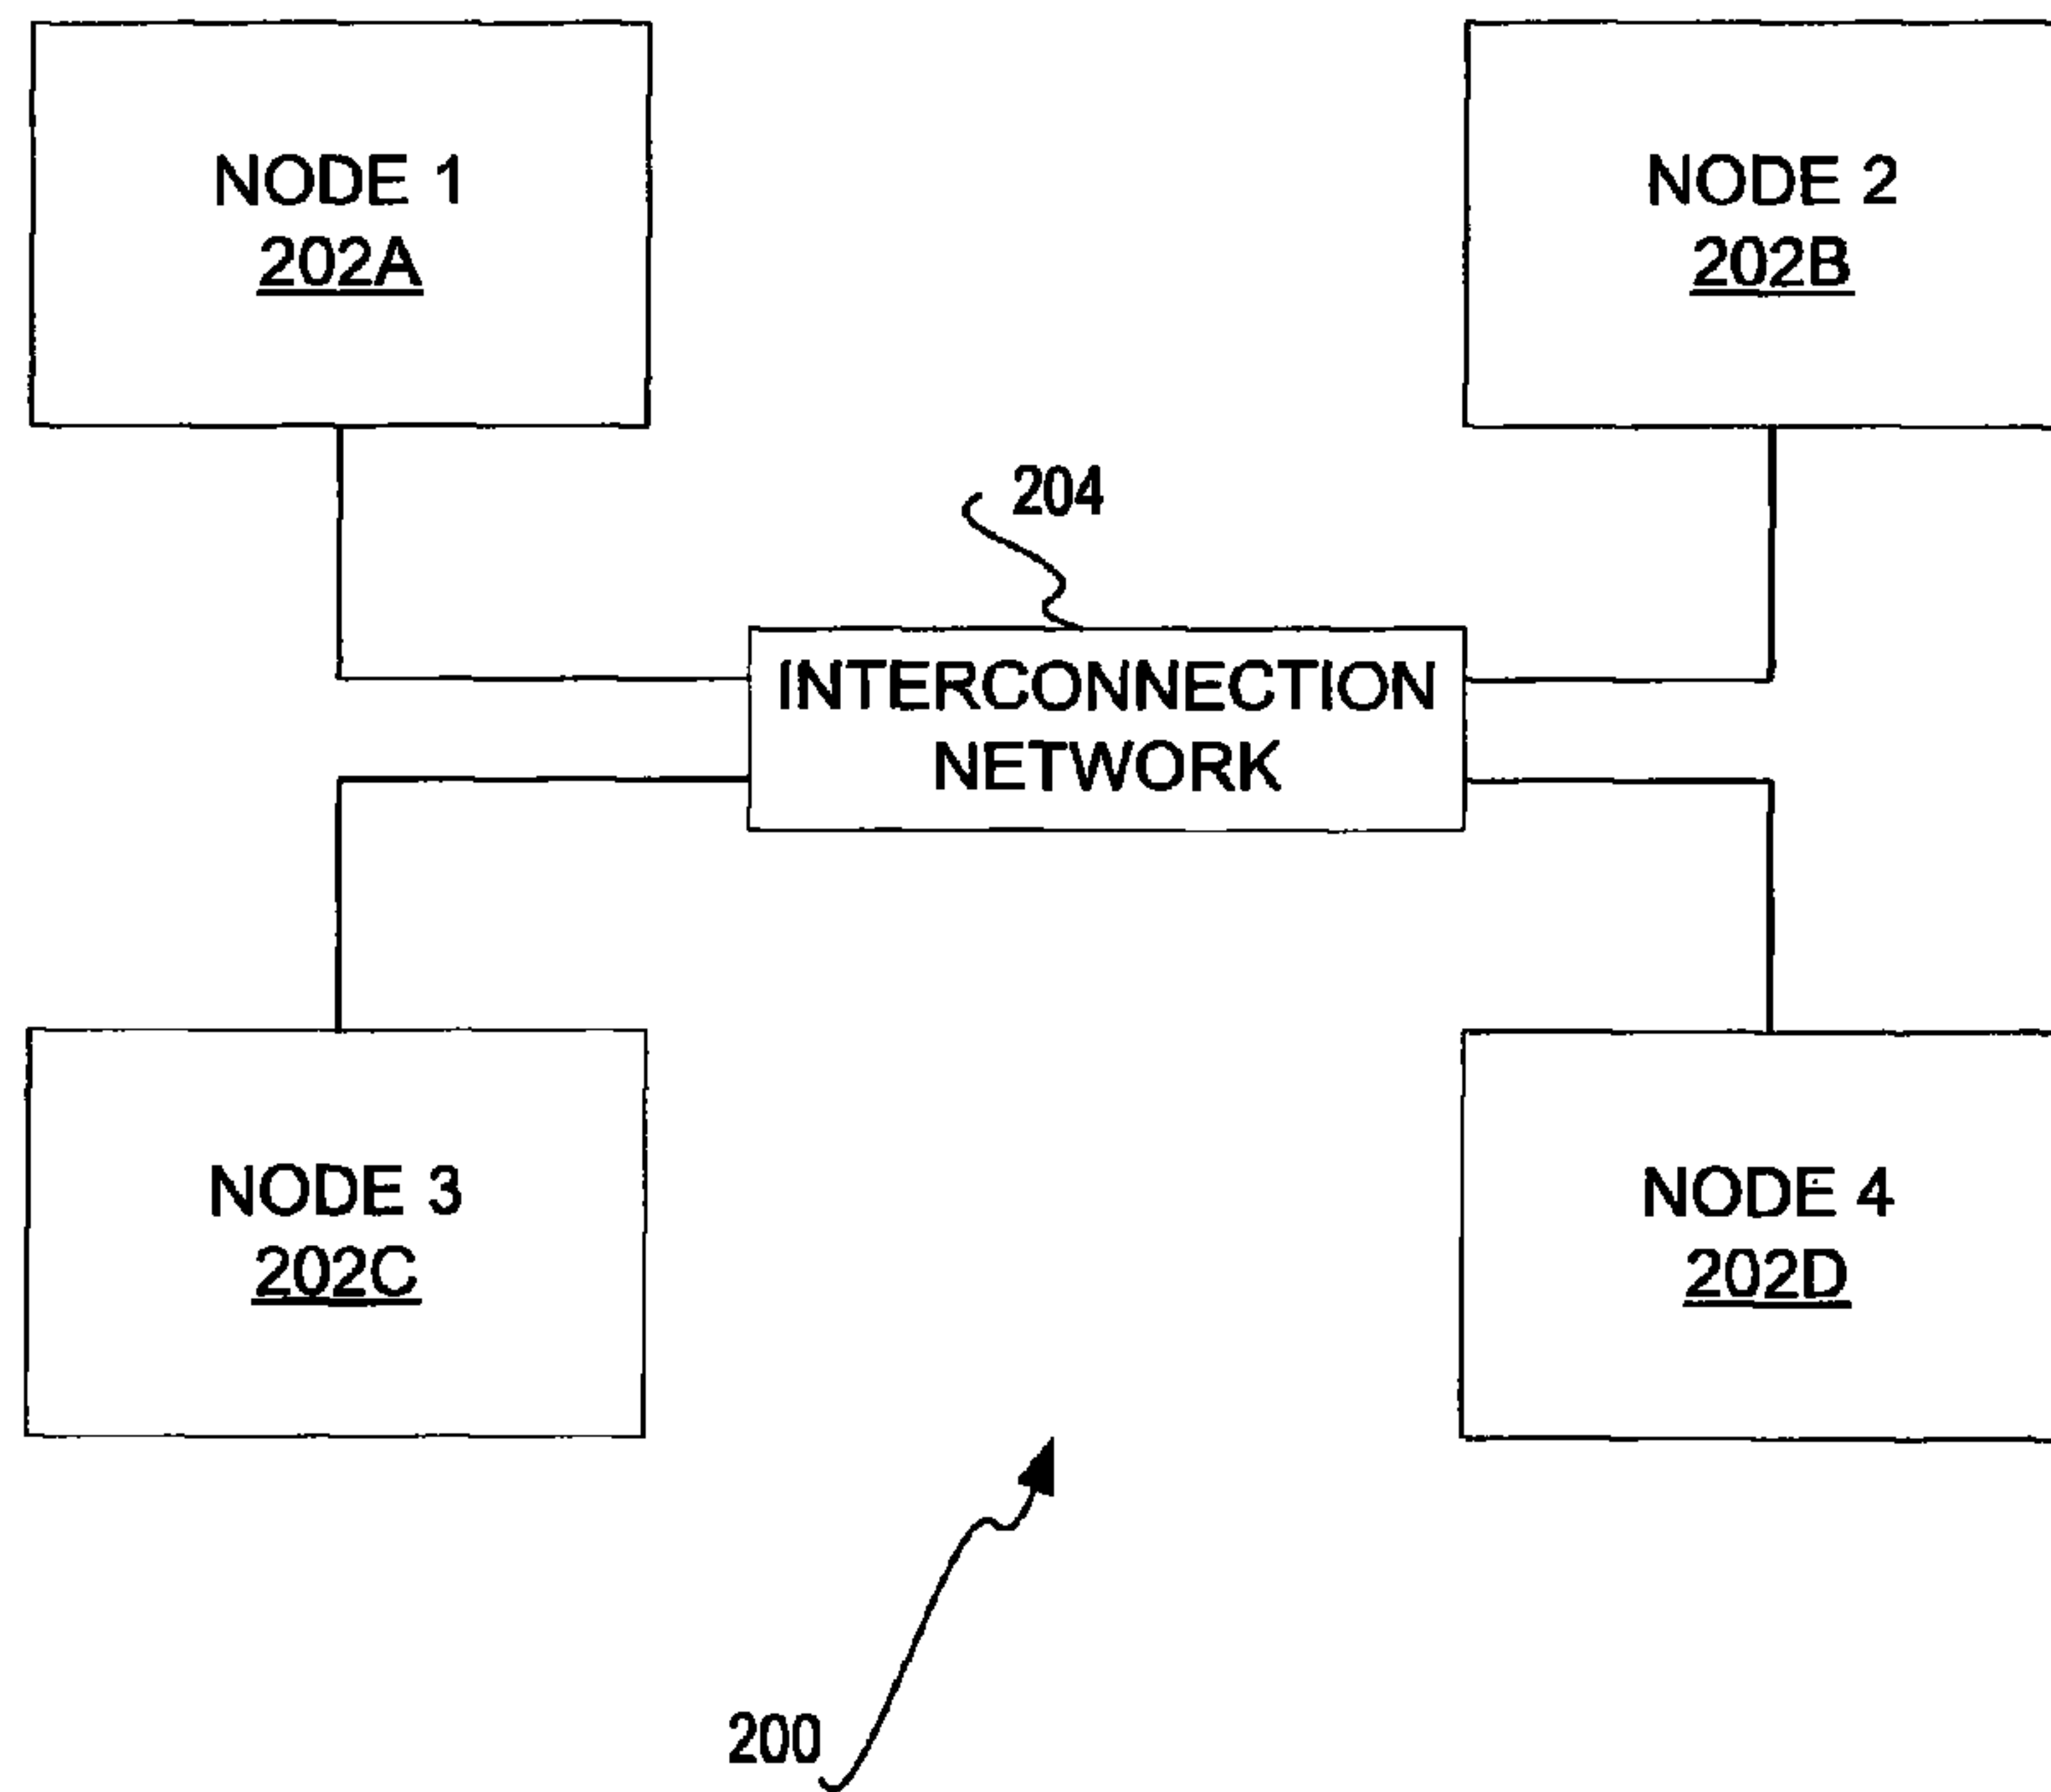 NODE 1
202A
NODE 2
202B
204
INTERCONNECTION
NETWORK
NODE 3
202C
NODE 4
202D
200